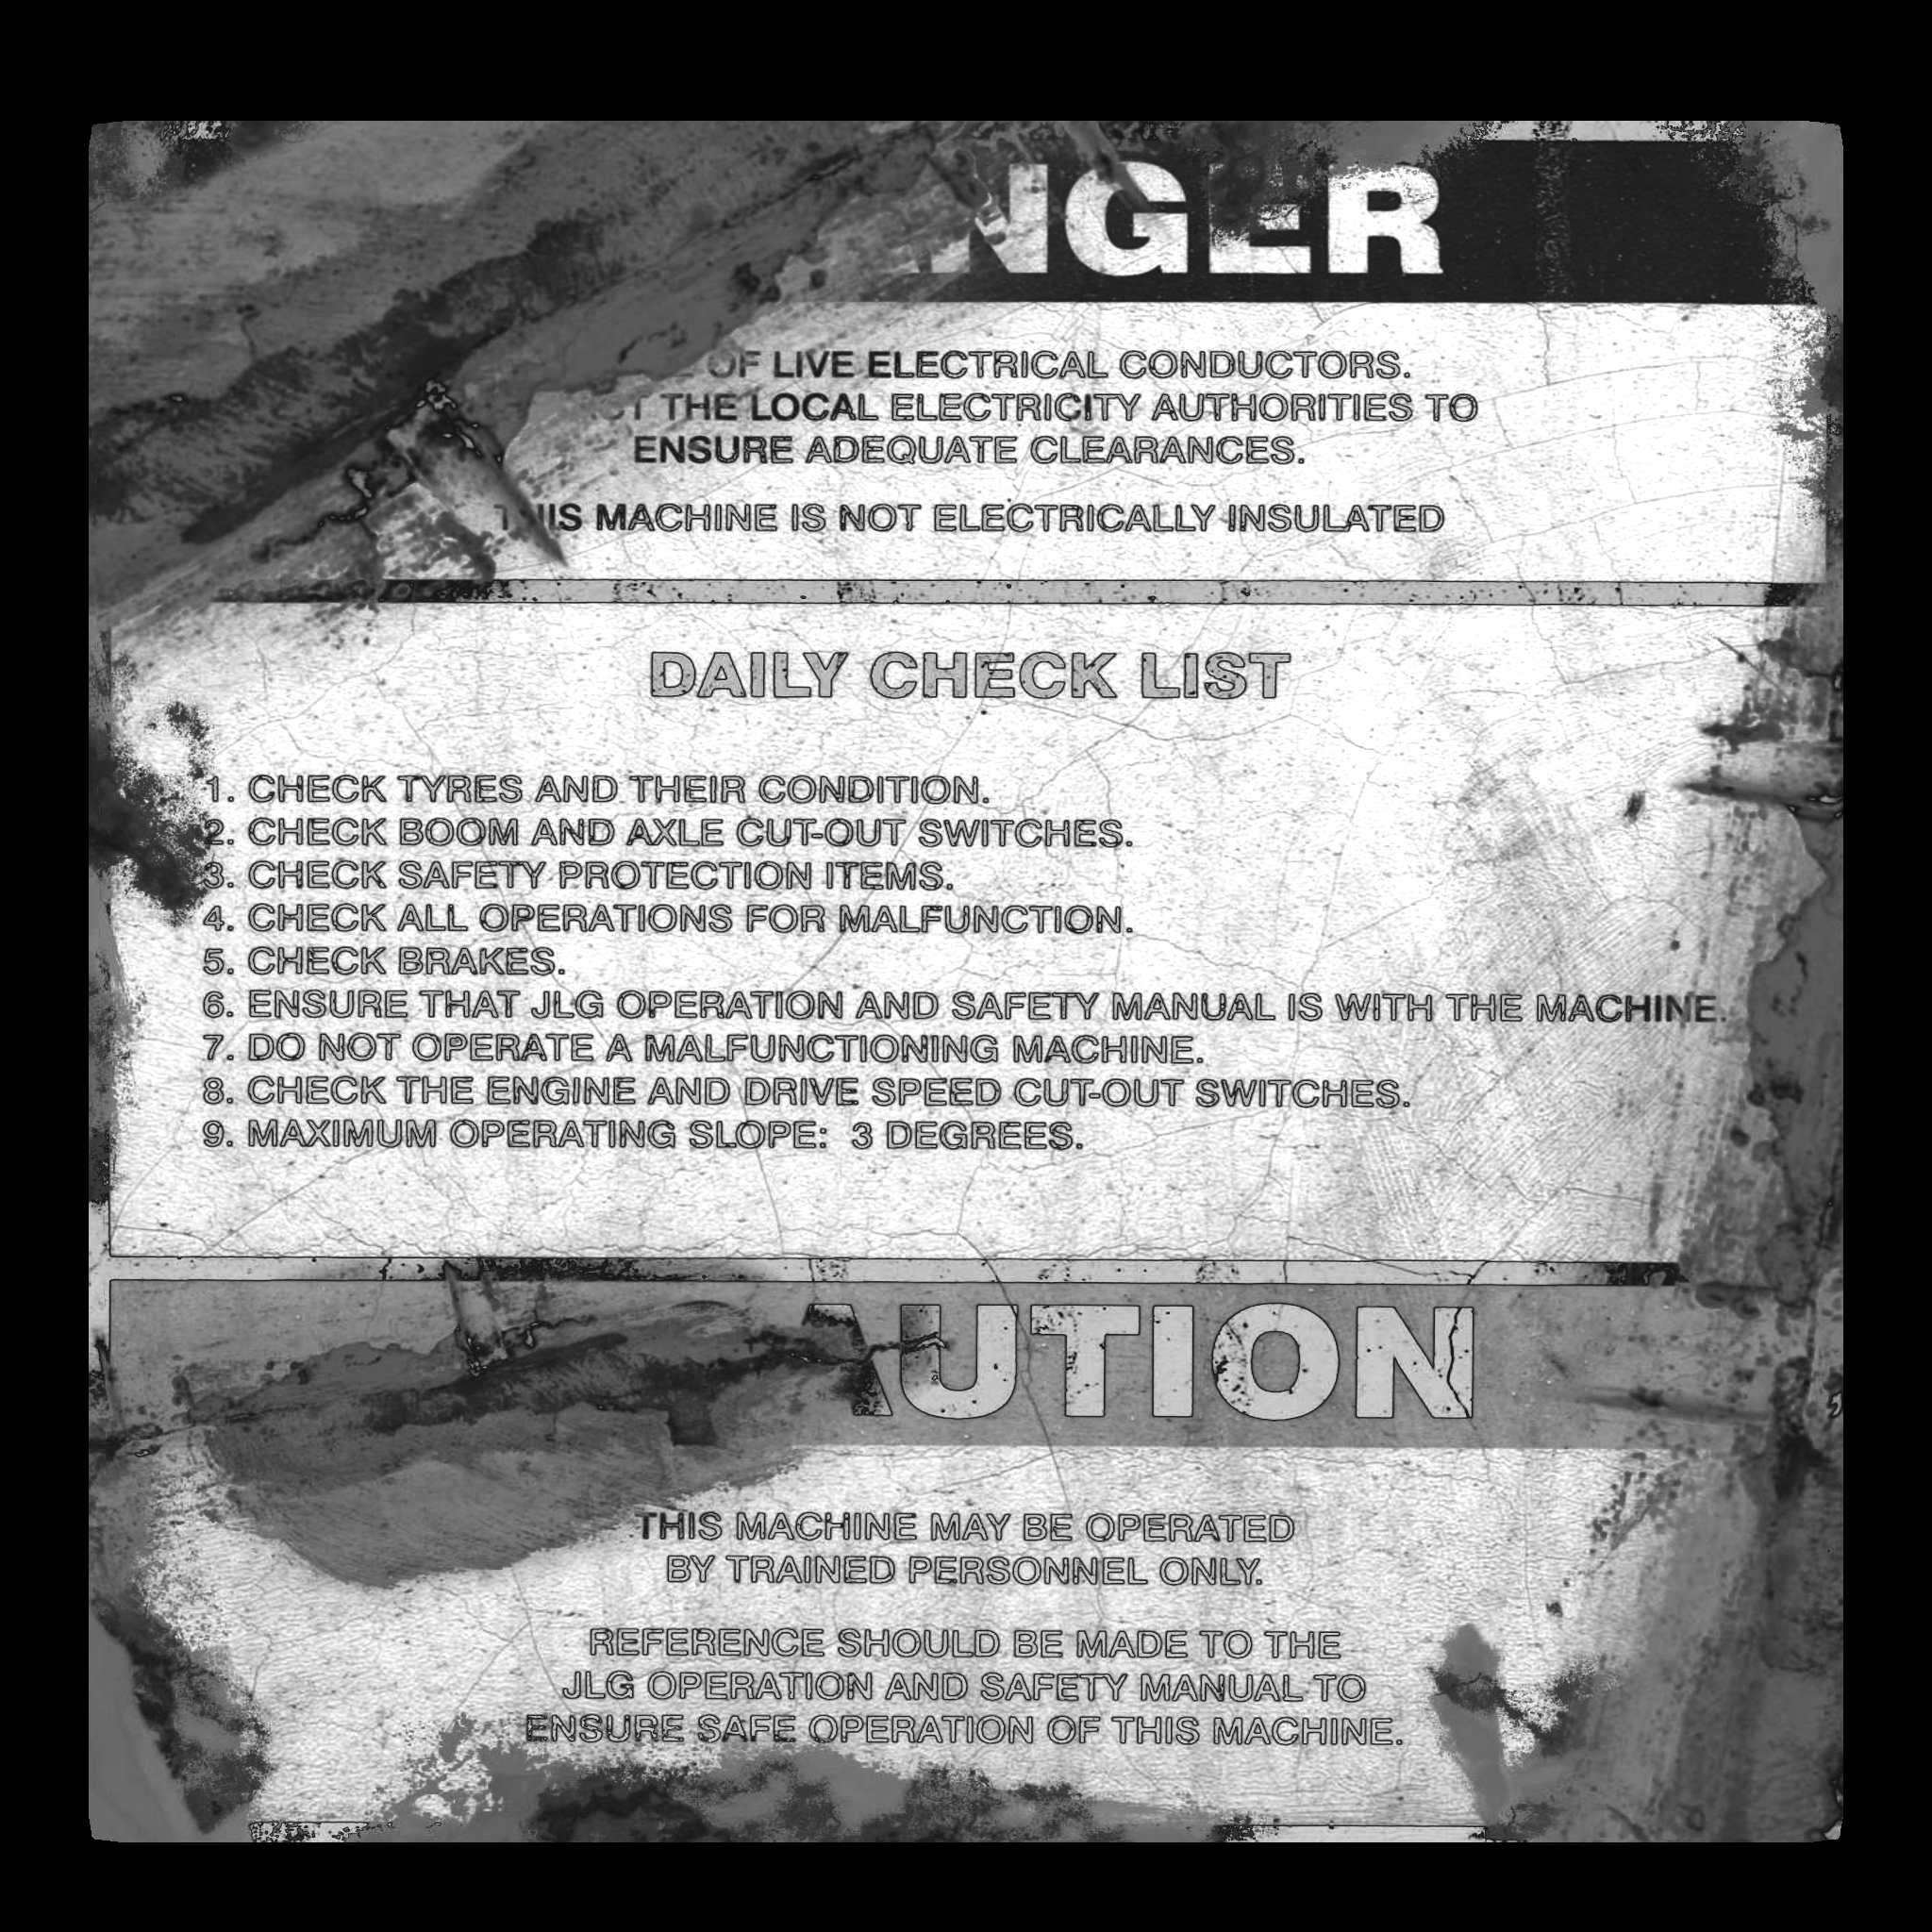 NGER
OF LIVE ELECTRICAL CONDUCTORS.
THE LOCAL ELECTRICITY AUTHORITIES TO
ENSURE ADEQUATE CLEARANCES.
THIS MACHINE IS NOT ELECTRICALLY INSULATED
DAILY CHECK LIST
1. CHECK TYRES AND THEIR CONDITION.
2. CHECK BOOM AND AXLE CUT-OUT SWITCHES.
3. CHECK SAFETY PROTECTION ITEMS.
4. CHECK ALL OPERATIONS FOR MALFUNCTION.
5. CHECK BRAKES.
6. ENSURE THAT JLG OPERATION AND SAFETY MANUAL IS WITH THE MACHINE.
7. DO NOT OPERATE A MALFUNCTIONING MACHINE.
8. CHECK THE ENGINE AND DRIVE SPEED CUT-OUT SWITCHES.
9. MAXIMUM OPERATING SLOPE: 3 DEGREES.
AUTION
THIS MACHINE MAY BE OPERATED
BY TRAINED PERSONNEL ONLY.
REFERENCE SHOULD BE MADE TO THE
JLG OPERATION AND SAFETY MANUAL TO
ENSURE SAFE OPERATION OF THIS MACHINE.